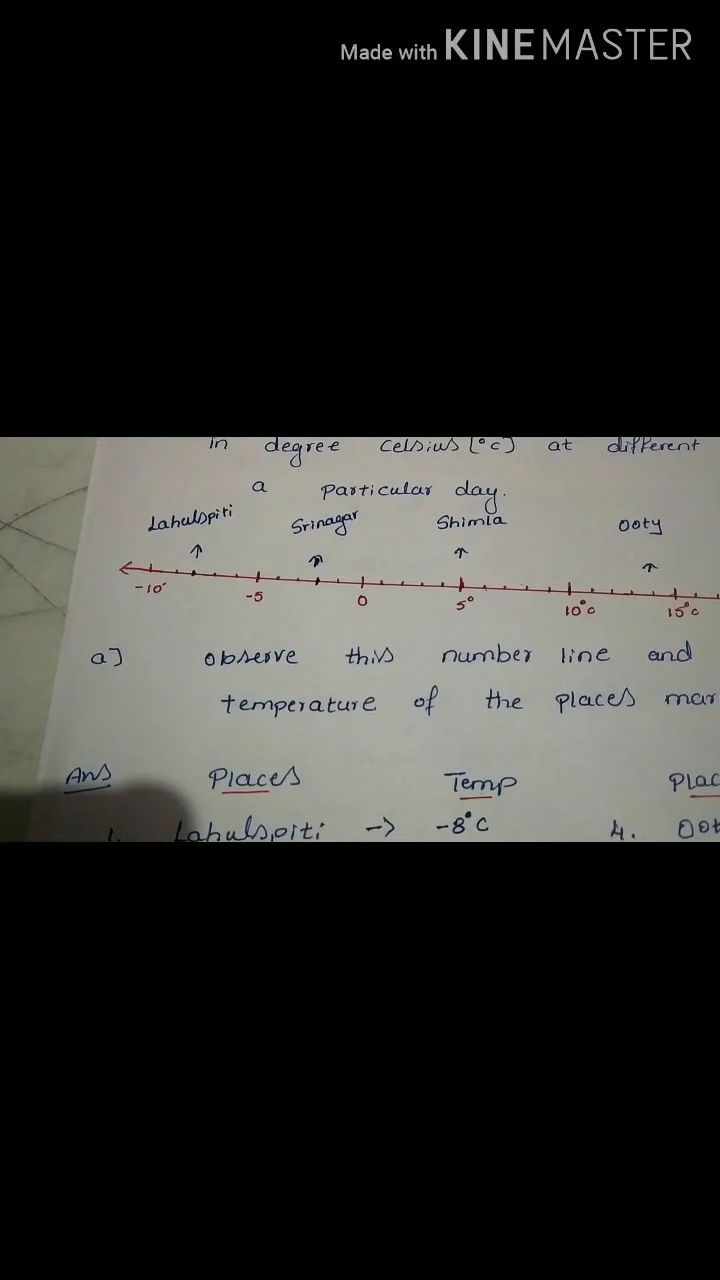 Made with KINEMASTER
in degree celsius [°c] at different
a particular day.
Lahulspiti Srinagar Shimla Ooty
-10° -5 0 5° 10°c 15°c
a] observe this number line and
temperature of the places mar
Ans Places Temp Plac
1. Lahulspiti -> -8°C 4. Oot